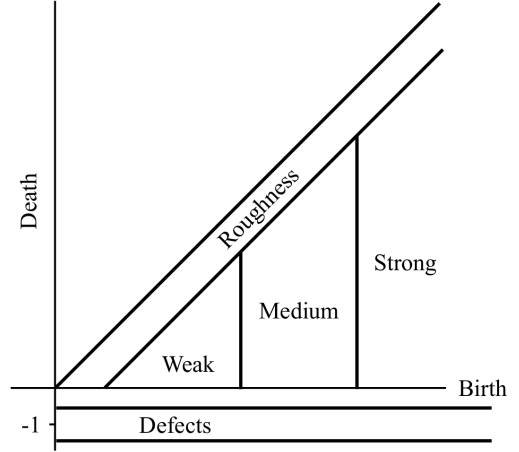 Death
Roughness
Strong
Medium
Weak
Birth
-1
Defects